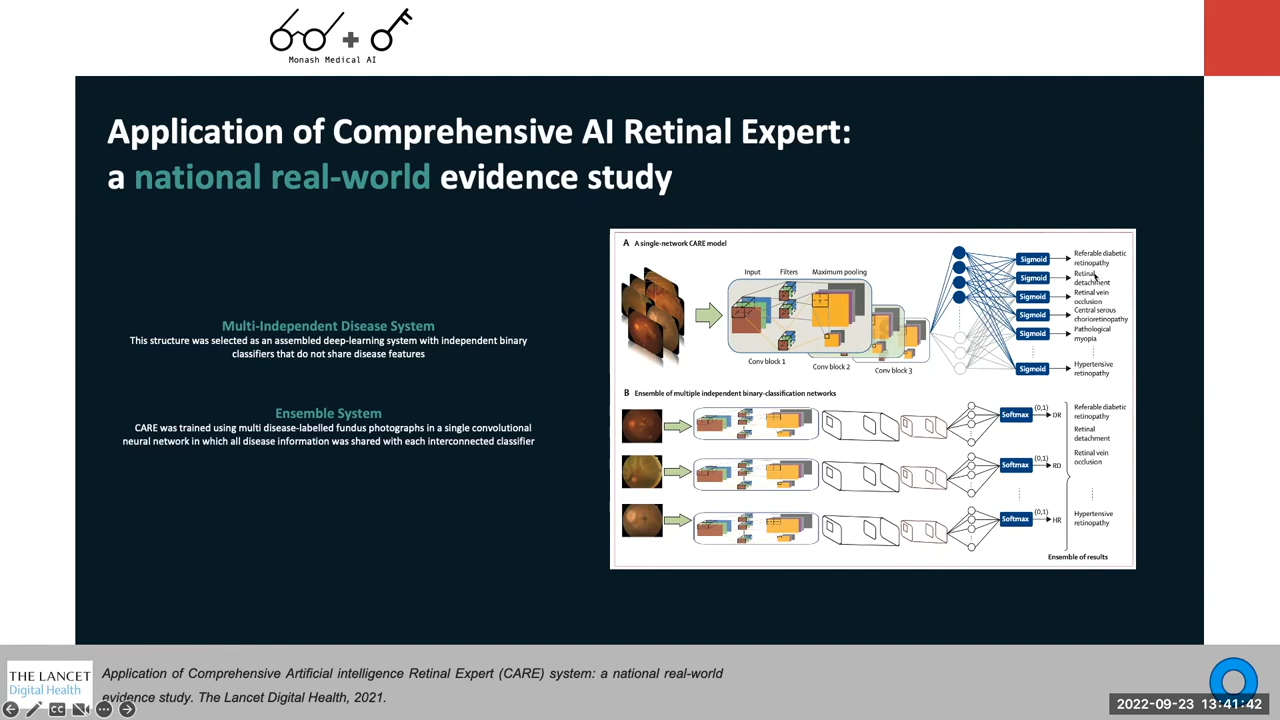 Monash Medical AI
Application of Comprehensive AI Retinal Expert:
a national real-world evidence study
Multi-Independent Disease System
This structure was selected as an assembled deep-learning system with independent binary
classifiers that do not share disease features
Ensemble System
CARE was trained using multi disease-labelled fundus photographs in a single convolutional
neural network in which all disease information was shared with each interconnected classifier
A A single-network CARE model
Input Filters Maximum pooling
Conv block 1
Conv block 2
Conv block 3
Sigmoid
Referable diabetic
retinopathy
Sigmoid
Retinal
detachment
Sigmoid
Retinal vein
occlusion
Sigmoid
Central serous
chorioretinopathy
Sigmoid
Pathological
myopia
Sigmoid
Hypertensive
retinopathy
B Ensemble of multiple independent binary-classification networks
Softmax (0,1) DR
Softmax (0,1) RD
Softmax (0,1) HR
Referable diabetic
retinopathy
Retinal
detachment
Retinal vein
occlusion
Hypertensive
retinopathy
Ensemble of results
THE LANCET
Digital Health
Application of Comprehensive Artificial intelligence Retinal Expert (CARE) system: a national real-world
evidence study. The Lancet Digital Health, 2021.
CC
2022-09-23 13:41:42